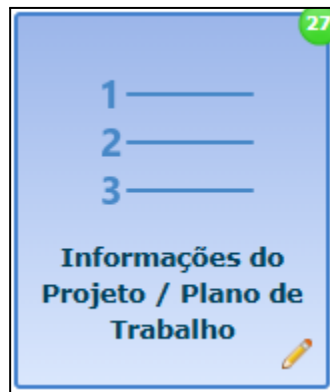 27
1
2
3
Informações do
Projeto / Plano de
Trabalho